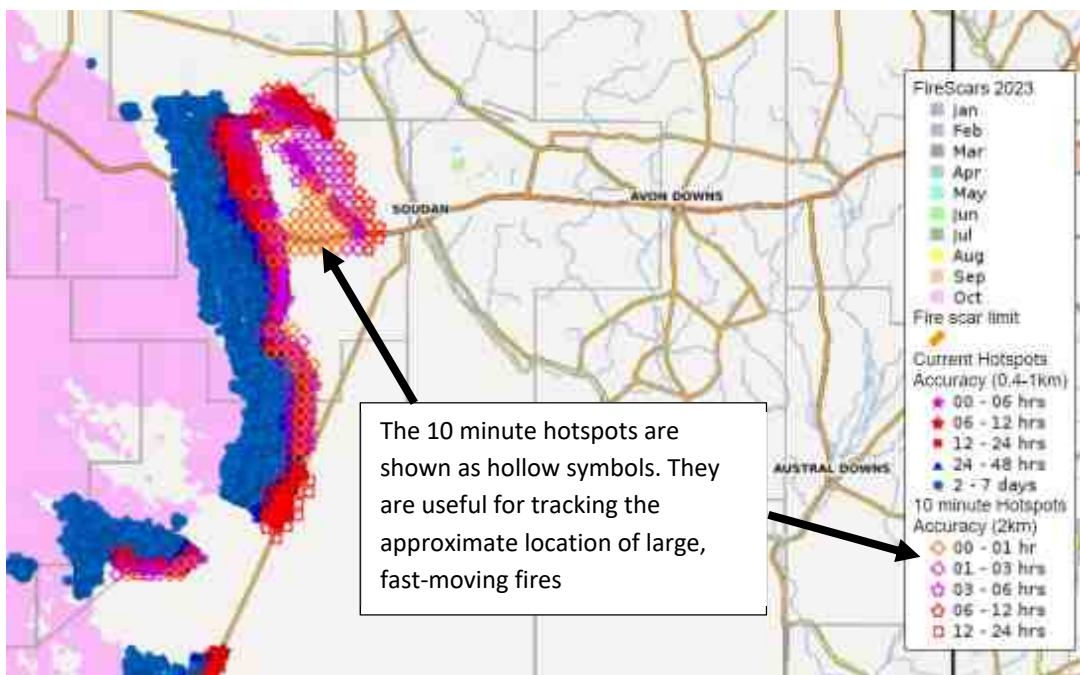 SOUDAN
AVON DOWNS
AUSTRAL DOWNS
The 10 minute hotspots are
shown as hollow symbols. They
are useful for tracking the
approximate location of large,
fast-moving fires
FireScars 2023
Jan
Feb
Mar
Apr
May
Jun
Jul
Aug
Sep
Oct
Fire scar limit
Current Hotspots
Accuracy (0.4-1km)
00 - 06 hrs
06 - 12 hrs
12 - 24 hrs
24 - 48 hrs
2 - 7 days
10 minute Hotspots
Accuracy (2km)
00 - 01 hr
01 - 03 hrs
03 - 06 hrs
06 - 12 hrs
12 - 24 hrs